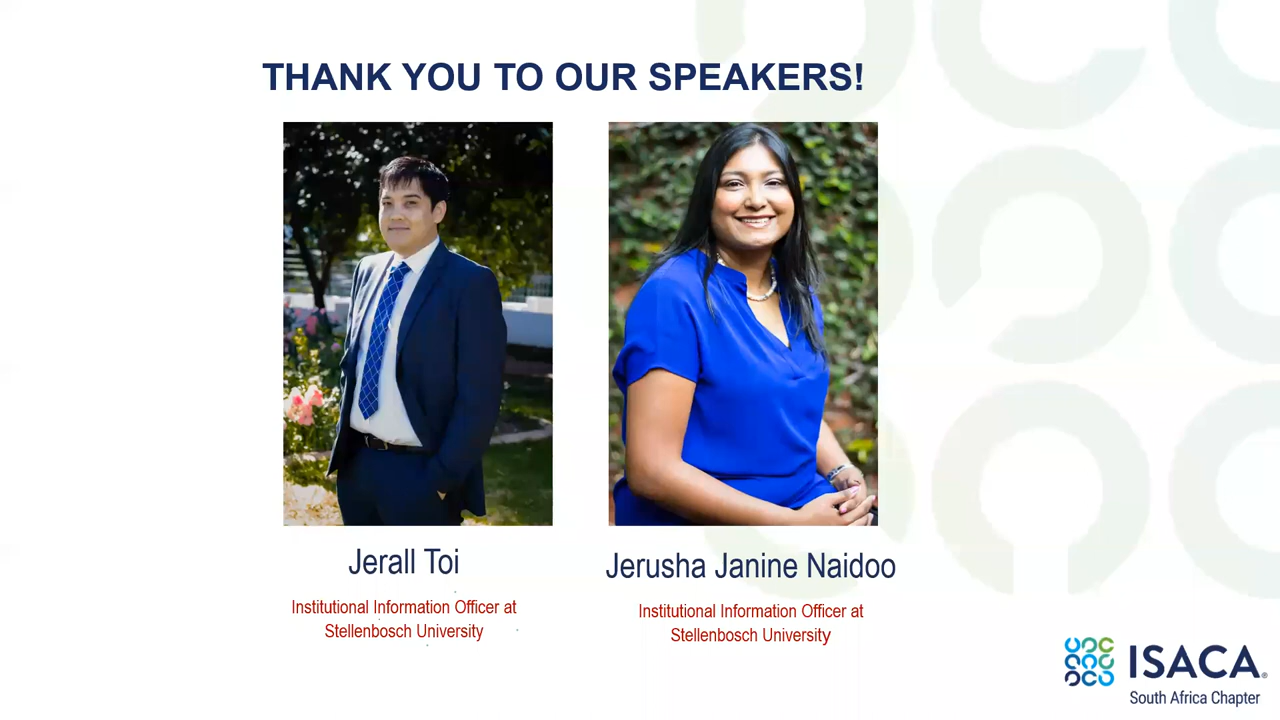 THANK YOU TO OUR SPEAKERS!
Jerall Toi
Institutional Information Officer at
Stellenbosch University
Jerusha Janine Naidoo
Institutional Information Officer at
Stellenbosch University
ISACA®
South Africa Chapter